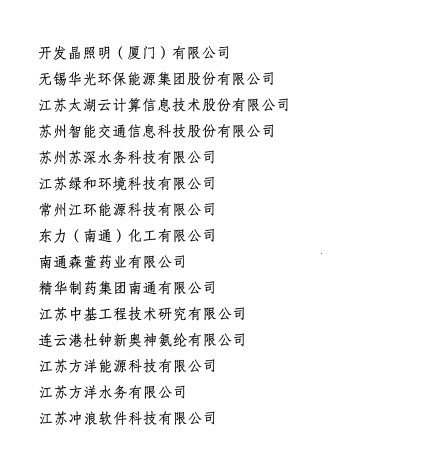 开发晶照明（厦门）有限公司
无锡华光环保能源集团股份有限公司
江苏太湖云计算信息技术股份有限公司
苏州智能交通信息科技股份有限公司
苏州苏深水务科技有限公司
江苏绿和环境科技有限公司
常州江环能源科技有限公司
东力（南通）化工有限公司
南通森萱药业有限公司
精华制药集团南通有限公司
江苏中基工程技术研究有限公司
连云港杜钟新奥神氨纶有限公司
江苏方洋能源科技有限公司
江苏方洋水务有限公司
江苏冲浪软件科技有限公司